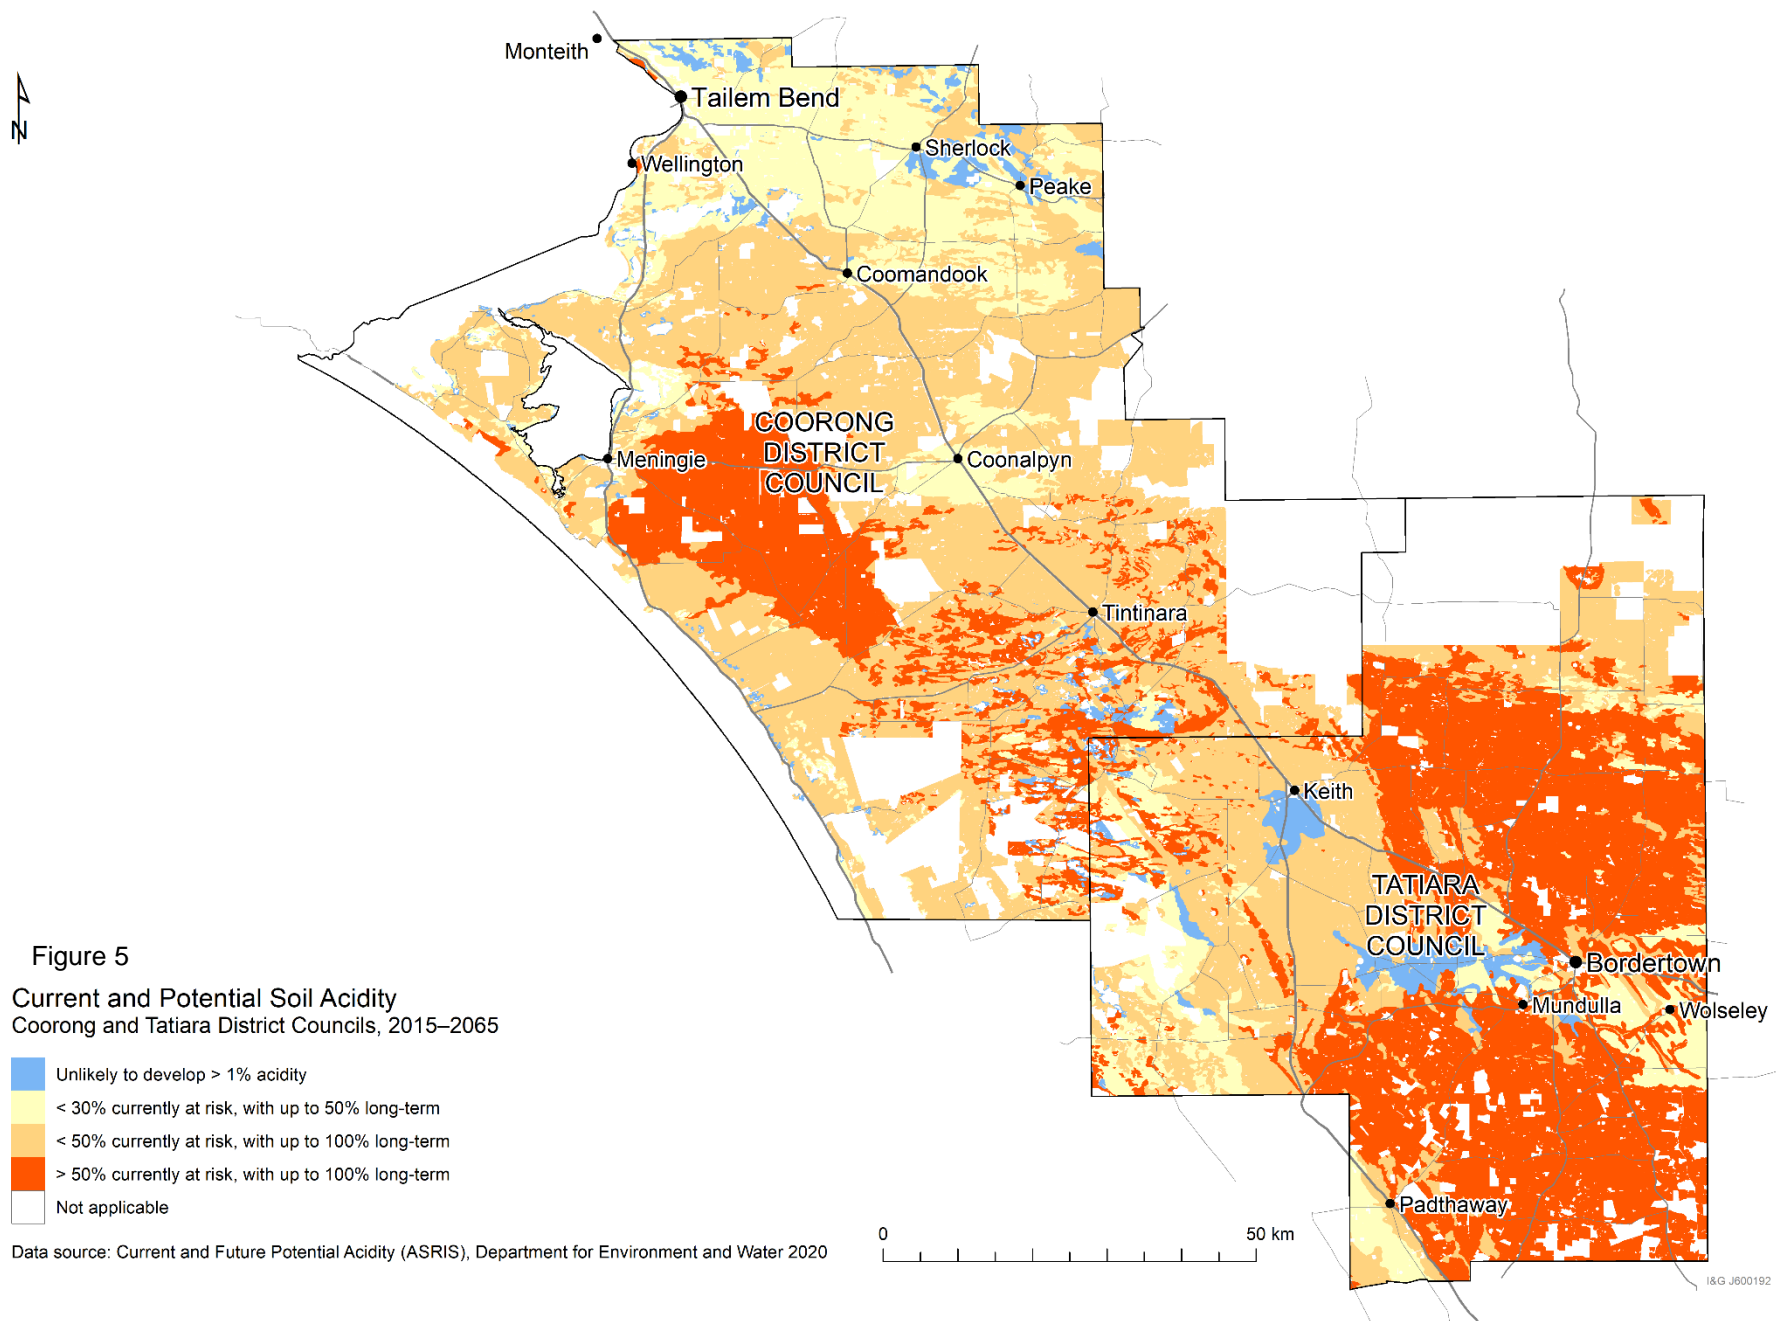 Monteith
N
Tailem Bend
Sherlock
Wellington
Peake
Coomandook
COORONG
DISTRICT
COUNCIL
Meningie
Coonalpyn
Tintinara
Keith
TATIARA
DISTRICT
COUNCIL
Bordertown
Mundulla
Wolseley
Padthaway
Figure 5
Current and Potential Soil Acidity
Coorong and Tatiara District Councils, 2015–2065
Unlikely to develop > 1% acidity
< 30% currently at risk, with up to 50% long-term
< 50% currently at risk, with up to 100% long-term
> 50% currently at risk, with up to 100% long-term
Not applicable
Data source: Current and Future Potential Acidity (ASRIS), Department for Environment and Water 2020
0 50 km
I&G J600192